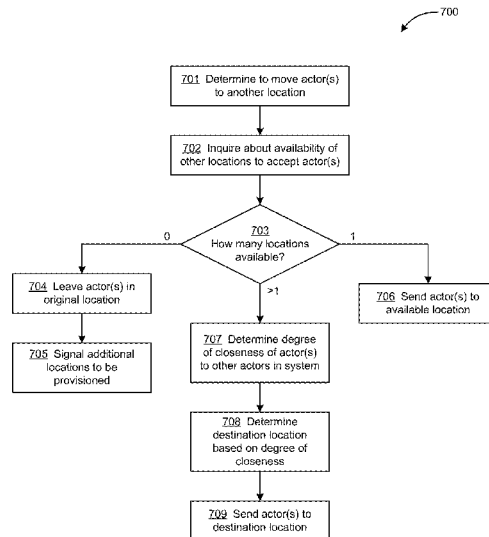 700
701 Determine to move actor(s)
to another location
702 Inquire about availability of
other locations to accept actor(s)
703
How many locations
available?
0
1
>1
704 Leave actor(s) in
original location
705 Signal additional
locations to be
provisioned
706 Send actor(s) to
available location
707 Determine degree
of closeness of actor(s)
to other actors in system
708 Determine
destination location
based on degree of
closeness
709 Send actor(s) to
destination location